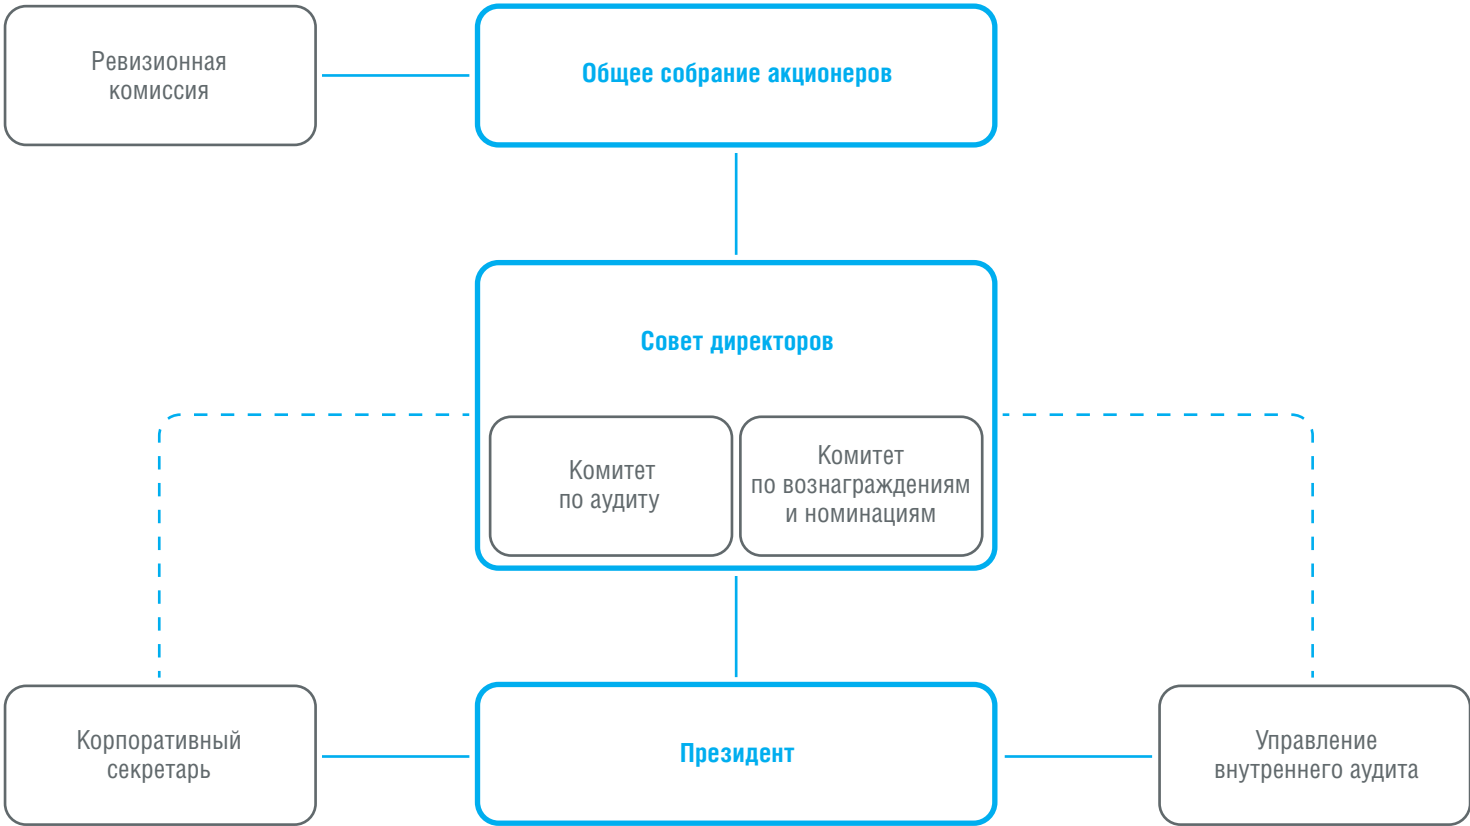 Ревизионная
комиссия
Общее собрание акционеров
Совет директоров
Комитет
по аудиту
Комитет
по вознаграждениям
и номинациям
Корпоративный
секретарь
Президент
Управление
внутреннего аудита